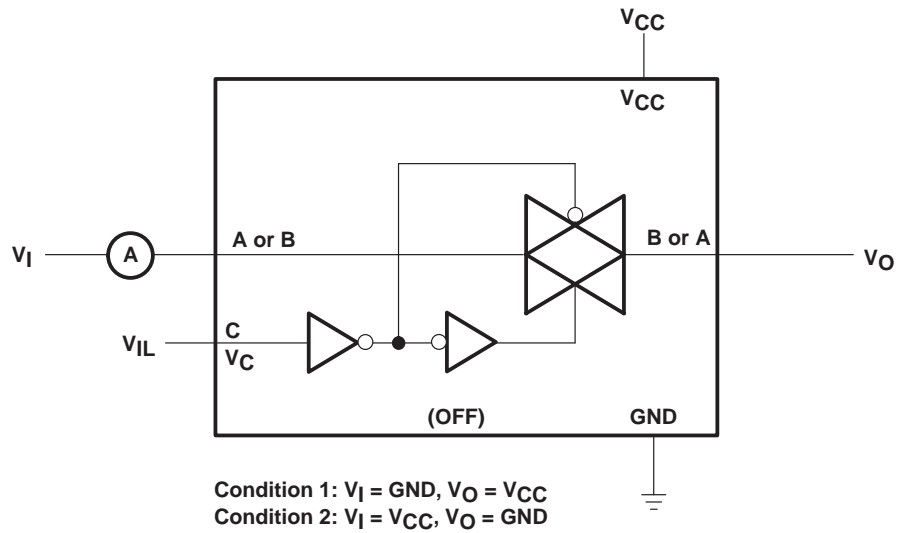 VCC
VCC
A or B
B or A
VI
A
VO
VIL
C
VC
(OFF)
GND
Condition 1: VI = GND, VO = VCC
Condition 2: VI = VCC, VO = GND